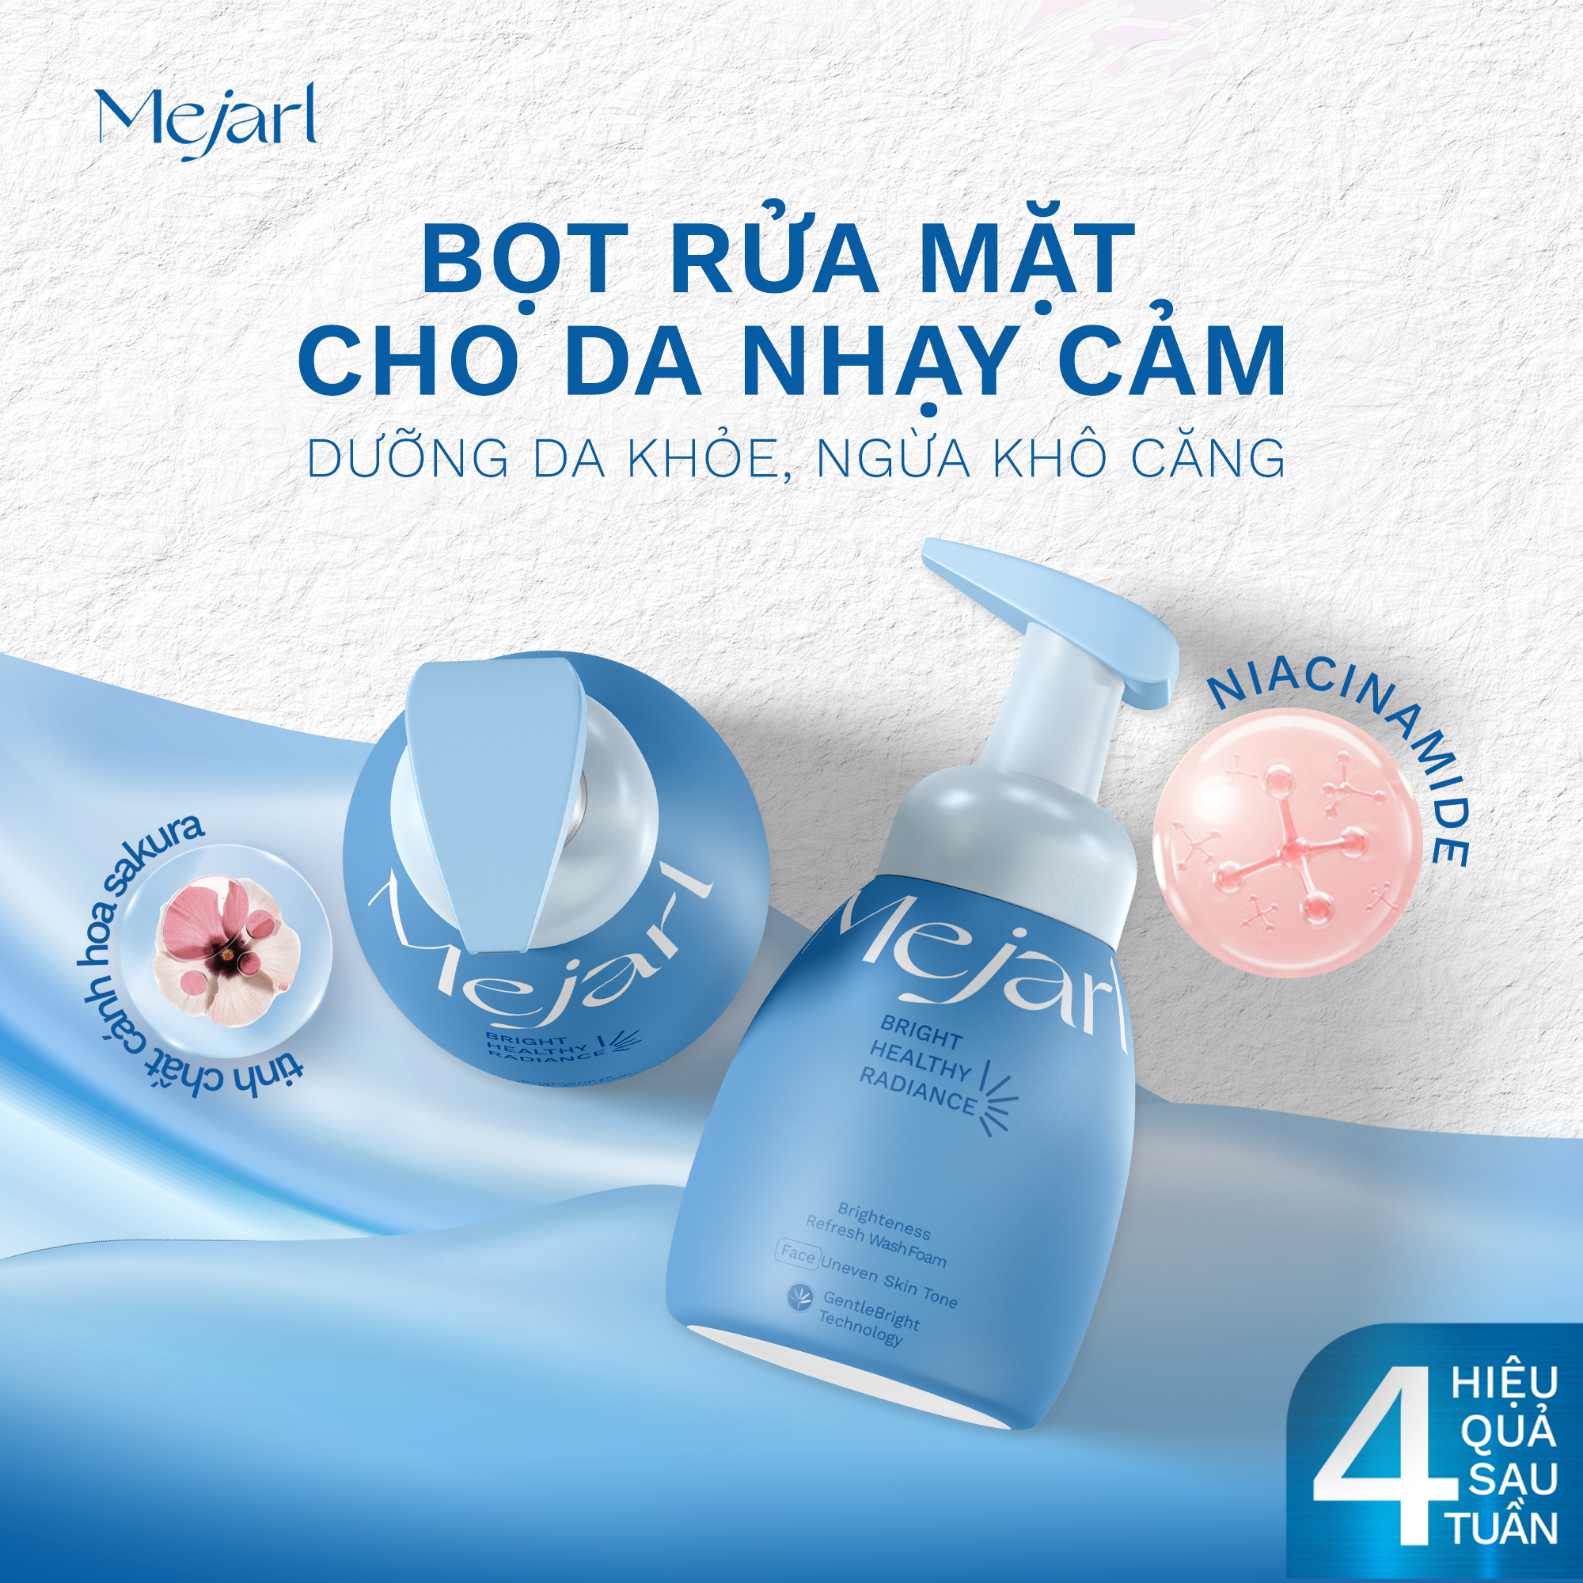 Mejarl
BỌT RỬA MẶT
CHO DA NHẠY CẢM
DƯỠNG DA KHỎE, NGỪA KHÔ CĂNG
NIACINAMIDE
tinh chất cánh hoa sakura
Mejarl
BRIGHT
HEALTHY
RADIANCE
Mejarl
BRIGHT
HEALTHY
RADIANCE
Brighteness
Refresh Wash Foam
Face Uneven Skin Tone
GentleBright
Technology
4 HIỆU
QUẢ
SAU
TUẦN